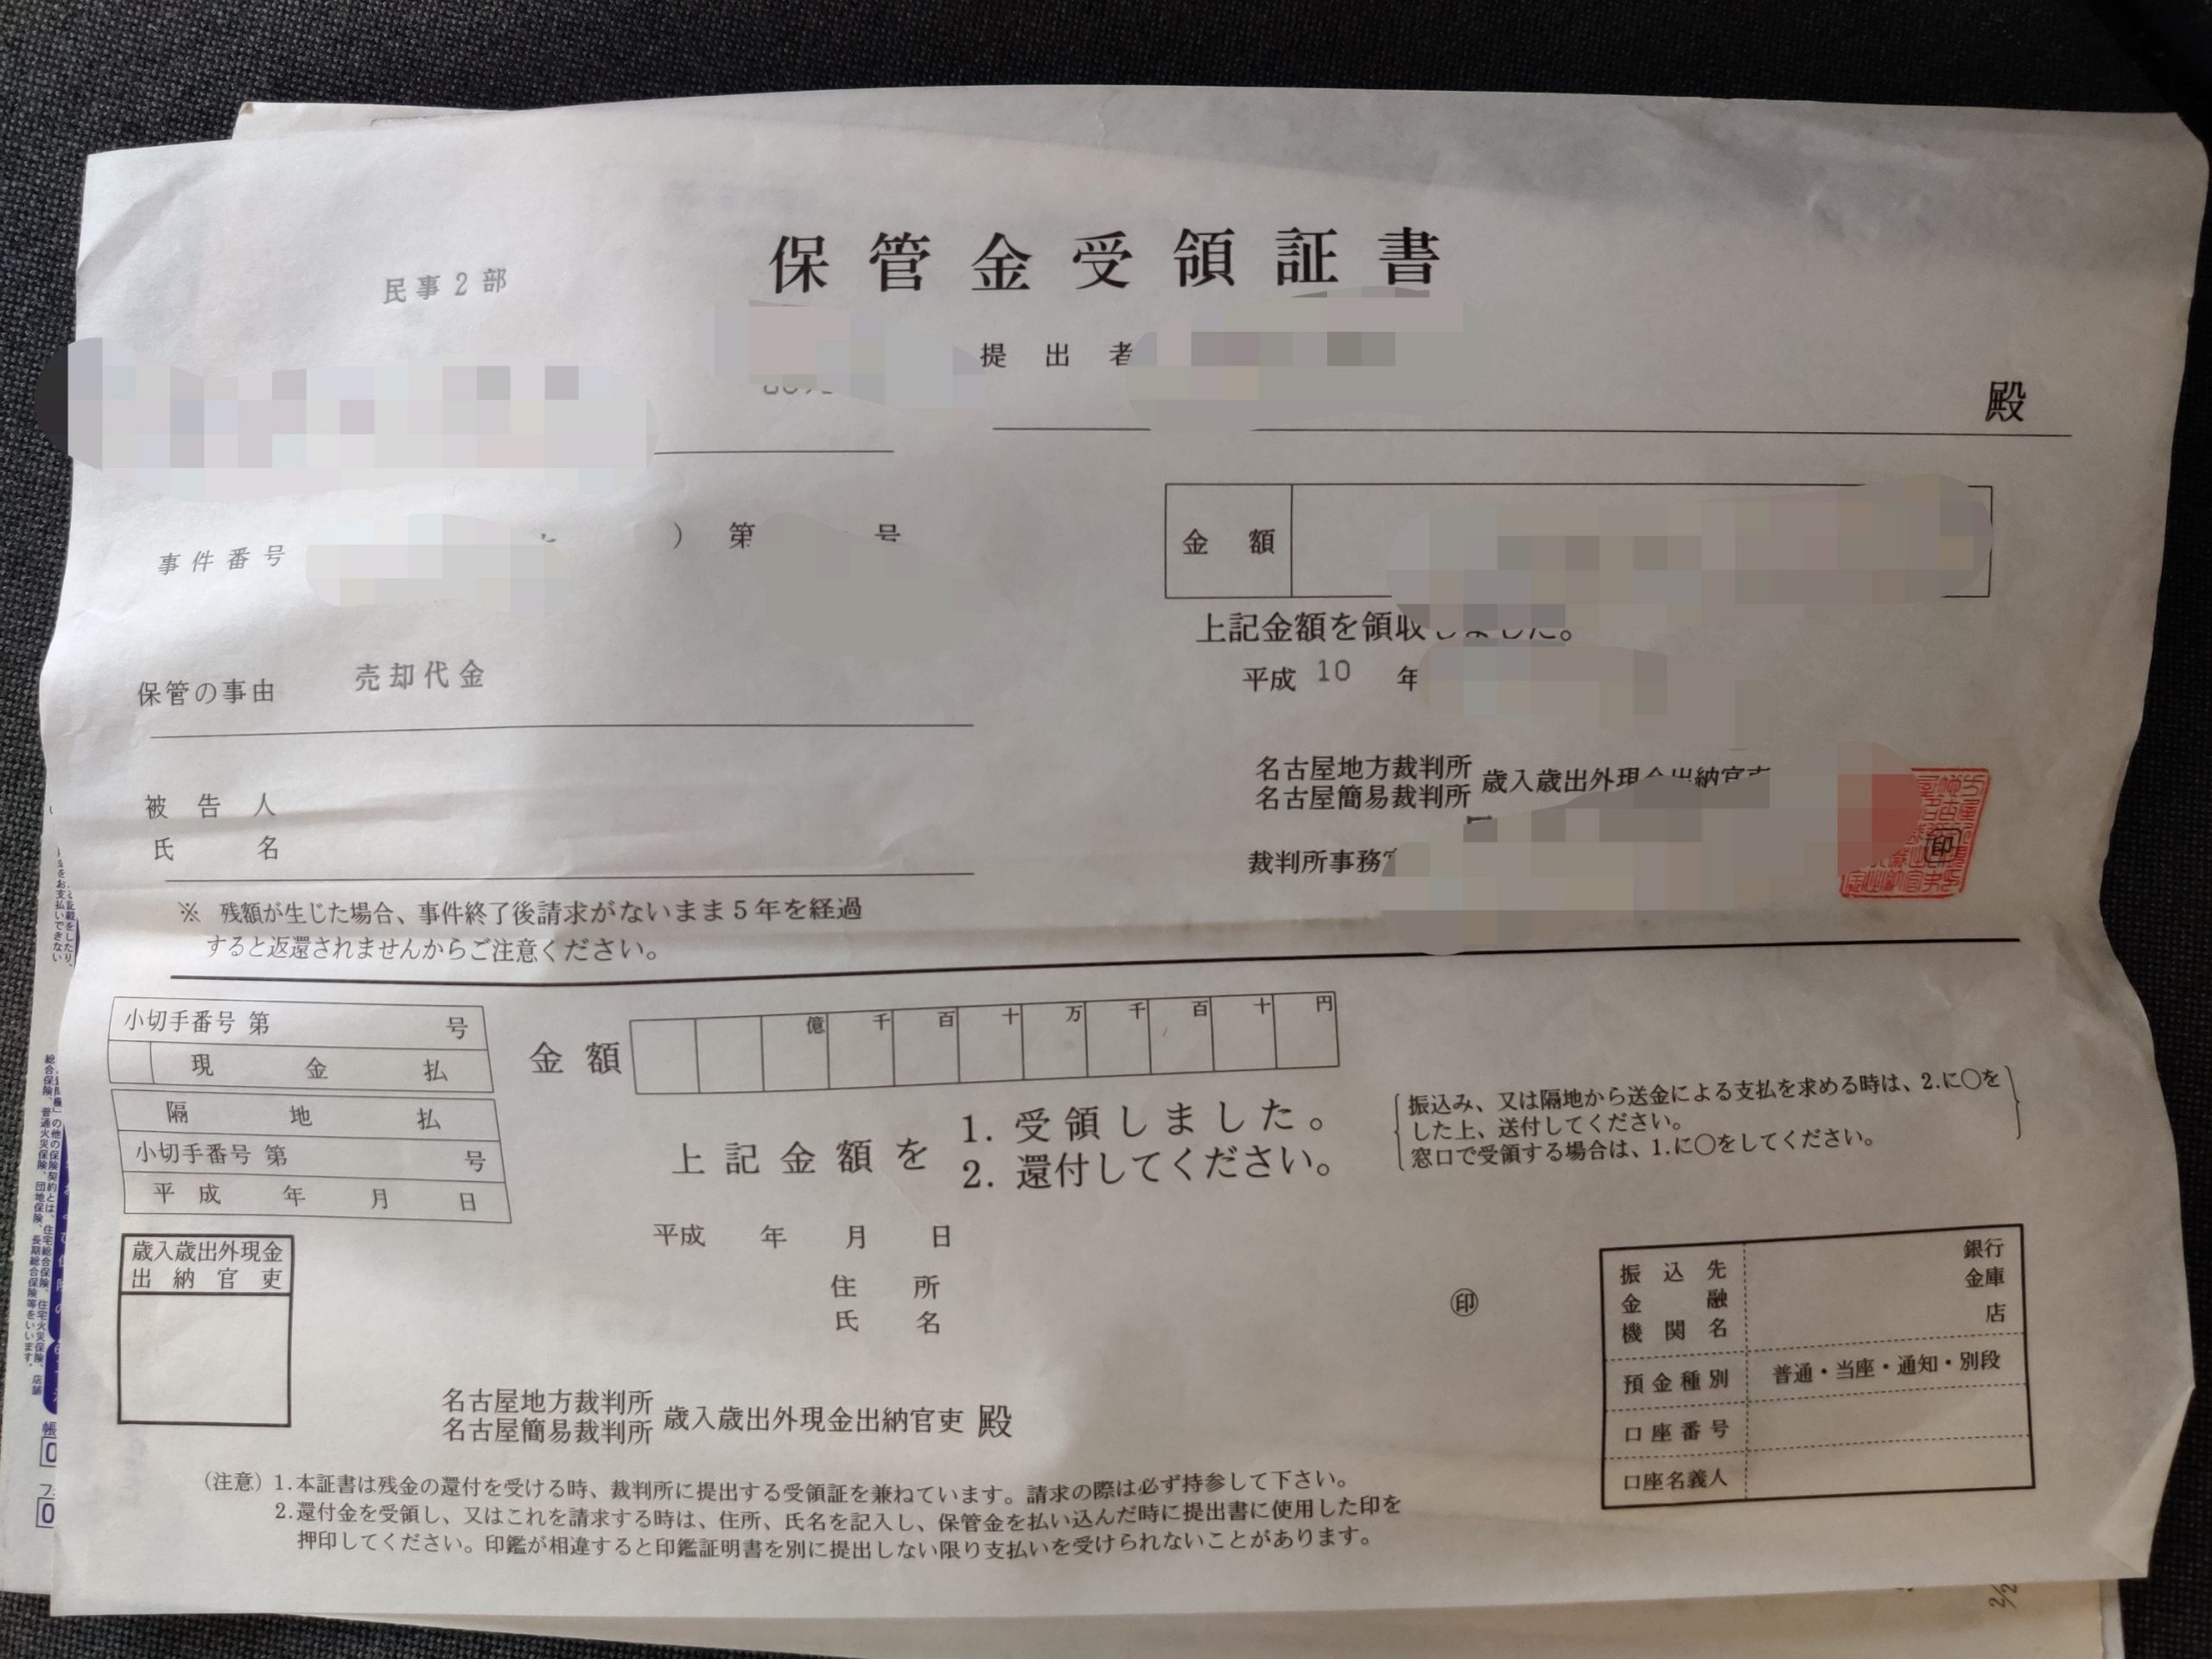 保管金受領証書
民事2部
提出者
殿
事件番号 ) 第 号
金額
上記金額を領収しました。
保管の事由 売却代金
平成 10 年
名古屋地方裁判所
名古屋簡易裁判所
歳入歳出外現金出納官吏
裁判所事務官
印
被告人
氏名
※ 残額が生じた場合、事件終了後請求がないまま5年を経過
すると返還されませんからご注意ください。
小切手番号 第 号
現金払
隔地払
小切手番号 第 号
平成 年 月 日
歳入歳出外現金
出納官吏
金額 億 千 百 十 万 千 百 十 円
上記金額を
1. 受領しました。
2. 還付してください。
振込み、又は隔地から送金による支払を求める時は、2.に○を
した上、送付してください。
窓口で受領する場合は、1.に○をしてください。
平成 年 月 日
住所
氏名
印
名古屋地方裁判所
名古屋簡易裁判所
歳入歳出外現金出納官吏 殿
振込先
金融
機関名
銀行
金庫
店
預金種別 普通・当座・通知・別段
口座番号
口座名義人
(注意) 1.本証書は残金の還付を受ける時、裁判所に提出する受領証を兼ねています。請求の際は必ず持参して下さい。
2.還付金を受領し、又はこれを請求する時は、住所、氏名を記入し、保管金を払い込んだ時に提出書に使用した印を
押印してください。印鑑が相違すると印鑑証明書を別に提出しない限り支払いを受けられないことがあります。